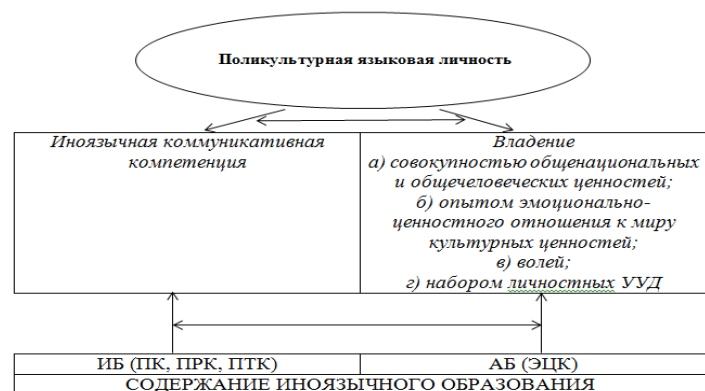 Поликультурная языковая личность
Иноязычная коммуникативная
компетенция
Владение
а) совокупностью общенациональных
и общечеловеческих ценностей;
б) опытом эмоционально-
ценностного отношения к миру
культурных ценностей;
в) волей;
г) набором личностных УУД
ИБ (ПК, ПРК, ПТК)
АБ (ЭЦК)
СОДЕРЖАНИЕ ИНОЯЗЫЧНОГО ОБРАЗОВАНИЯ